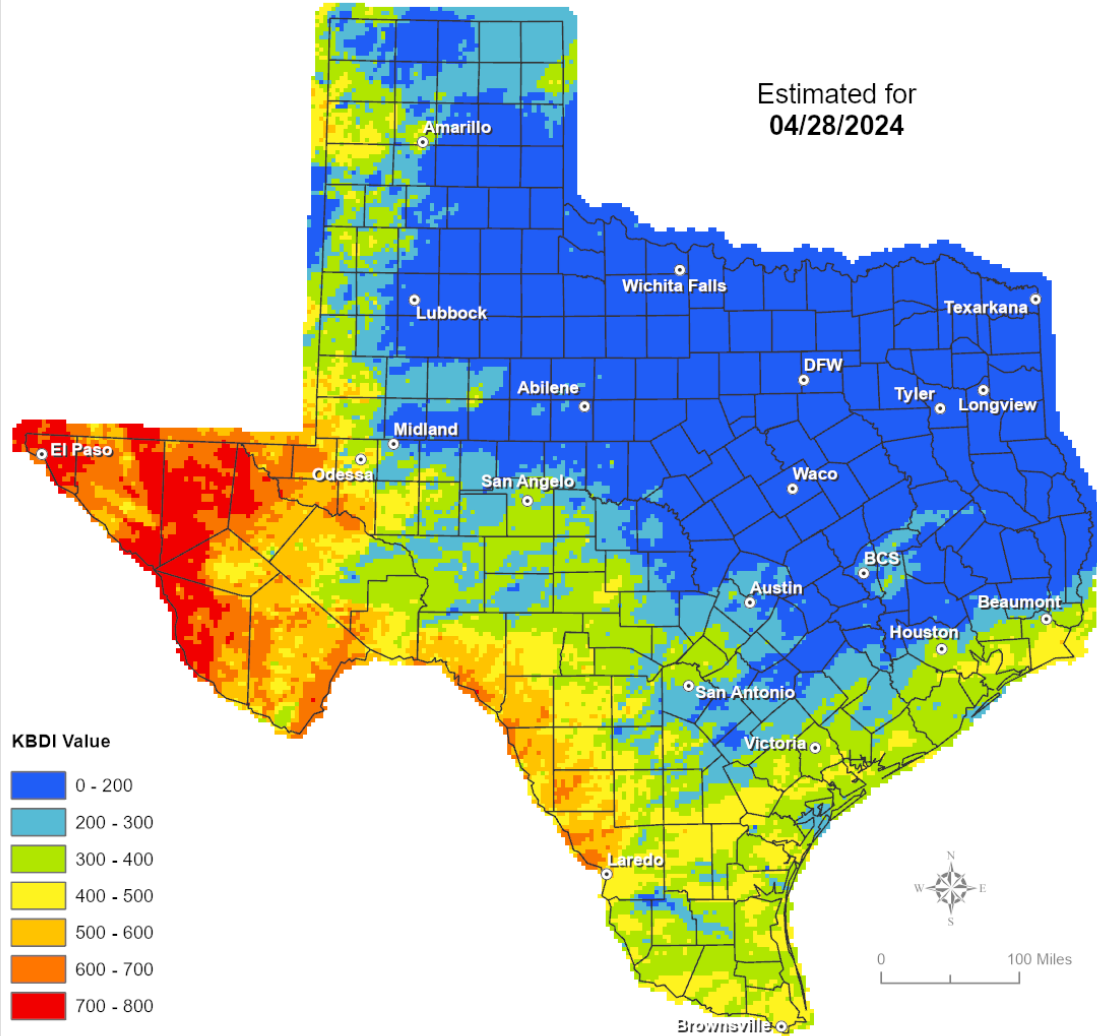 Estimated for
04/28/2024
Amarillo
Wichita Falls
Texarkana
Lubbock
DFW
Abilene
Tyler
Longview
Midland
El Paso
Odessa
San Angelo
Waco
BCS
Austin
Beaumont
Houston
San Antonio
Victoria
KBDI Value
0 - 200
200 - 300
300 - 400
400 - 500
500 - 600
600 - 700
700 - 800
Laredo
N
W E
S
0 100 Miles
Brownsville